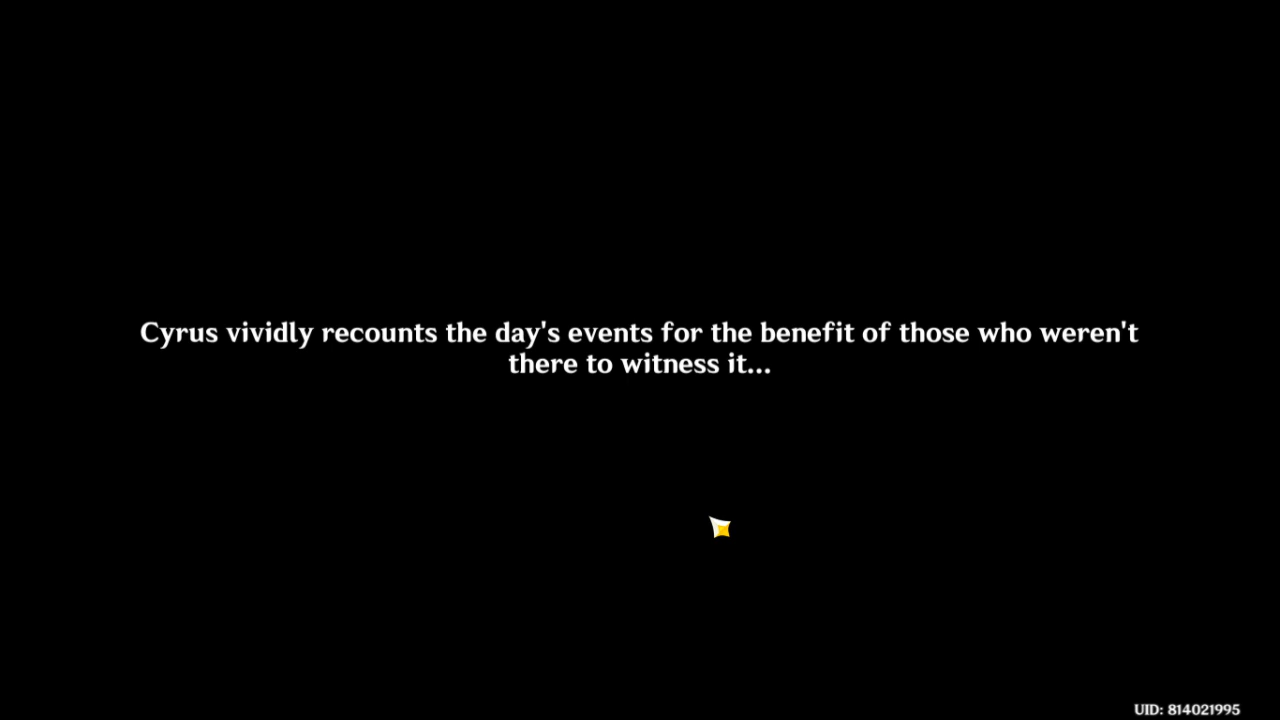 Cyrus vividly recounts the day's events for the benefit of those who weren't
there to witness it...
UID: 814021995